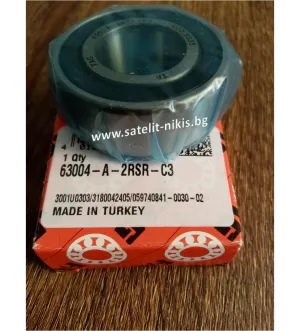 www.satelit-nikis.bg
1 Qty
63004-A-2RSR-C3
3001U0303/3180042405/059740841-0030-02
MADE IN TURKEY